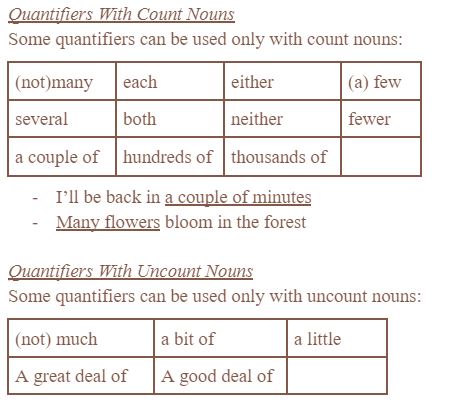 Quantifiers With Count Nouns
Some quantifiers can be used only with count nouns:
(not)many each either (a) few
several both neither fewer
a couple of hundreds of thousands of
- I'll be back in a couple of minutes
- Many flowers bloom in the forest
Quantifiers With Uncount Nouns
Some quantifiers can be used only with uncount nouns:
(not) much a bit of a little
A great deal of A good deal of